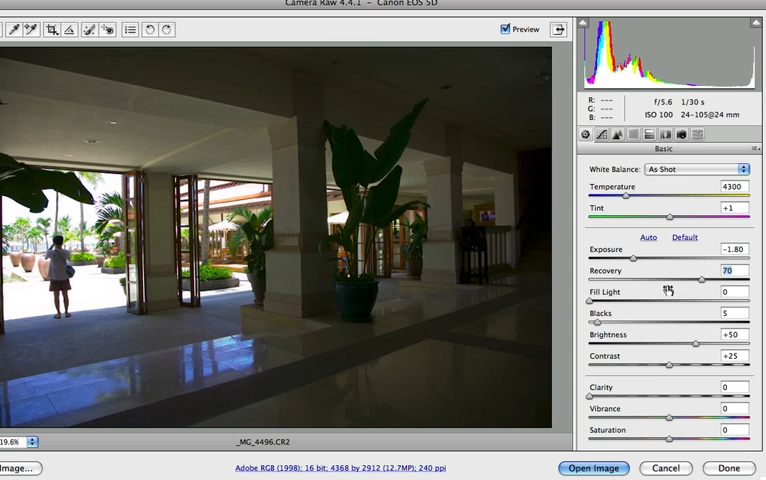 Camera Raw 4.4.1 - Canon EOS 5D
Preview
R: ---
G: ---
B: ---
f/5.6 1/30 s
ISO 100 24-105@24 mm
Basic
White Balance: As Shot
Temperature 4300
Tint +1
Auto Default
Exposure -1.80
Recovery 70
Fill Light 0
Blacks 5
Brightness +50
Contrast +25
Clarity 0
Vibrance 0
Saturation 0
19.6% _MG_4496.CR2
Image... Adobe RGB (1998); 16 bit; 4368 by 2912 (12.7MP); 240 ppi Open Image Cancel Done